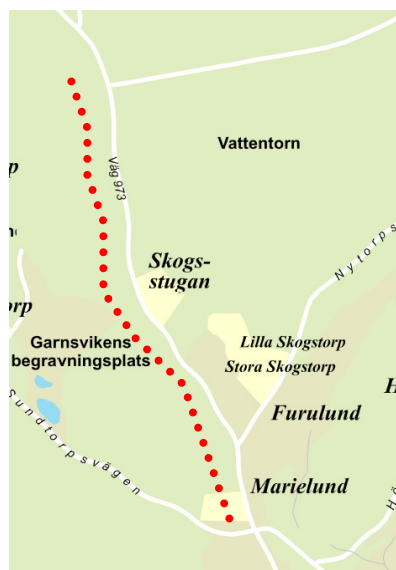 Vattentorn
Väg 973
Skogs-
stugan
Nytorps
Lilla Skogstorp
Stora Skogstorp
Garnsvikens
begravningsplats
Furulund
Sundtorpsvägen
Marielund